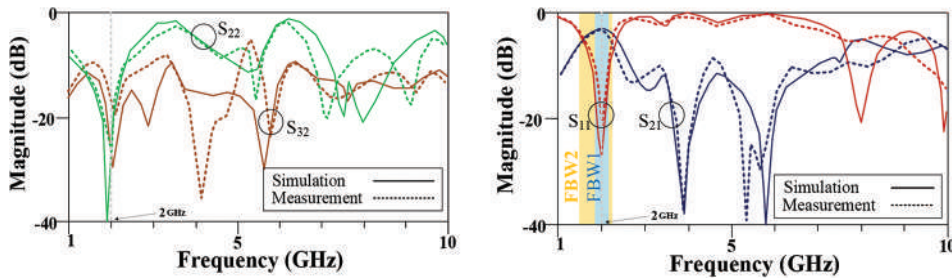 Magnitude (dB)
0
-20
-40
S22
S32
Simulation
Measurement
2 GHz
1
5
10
Frequency (GHz)
Magnitude (dB)
0
-20
-40
S11
S21
FBW2
FBW1
Simulation
Measurement
2 GHz
1
5
10
Frequency (GHz)